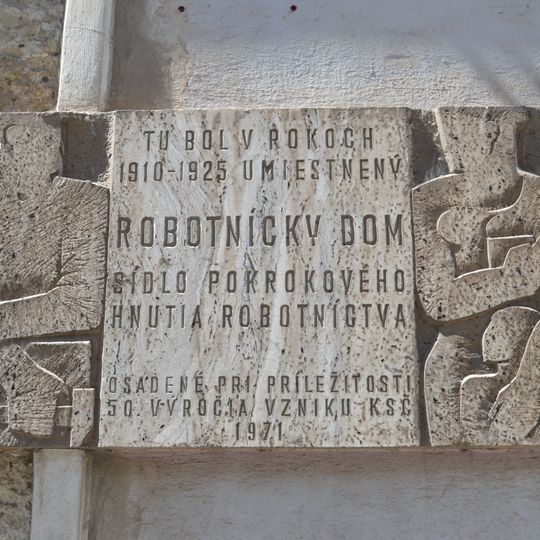 TU BOL V ROKOCH
1910-1925 UMIESTNENÝ
ROBOTNÍCKY DOM
SÍDLO POKROKOVÉHO
HNUTIA ROBOTNÍCTVA
OSADENÉ PRI PRÍLEŽITOSTI
50. VÝROČIA VZNIKU KSČ
1971